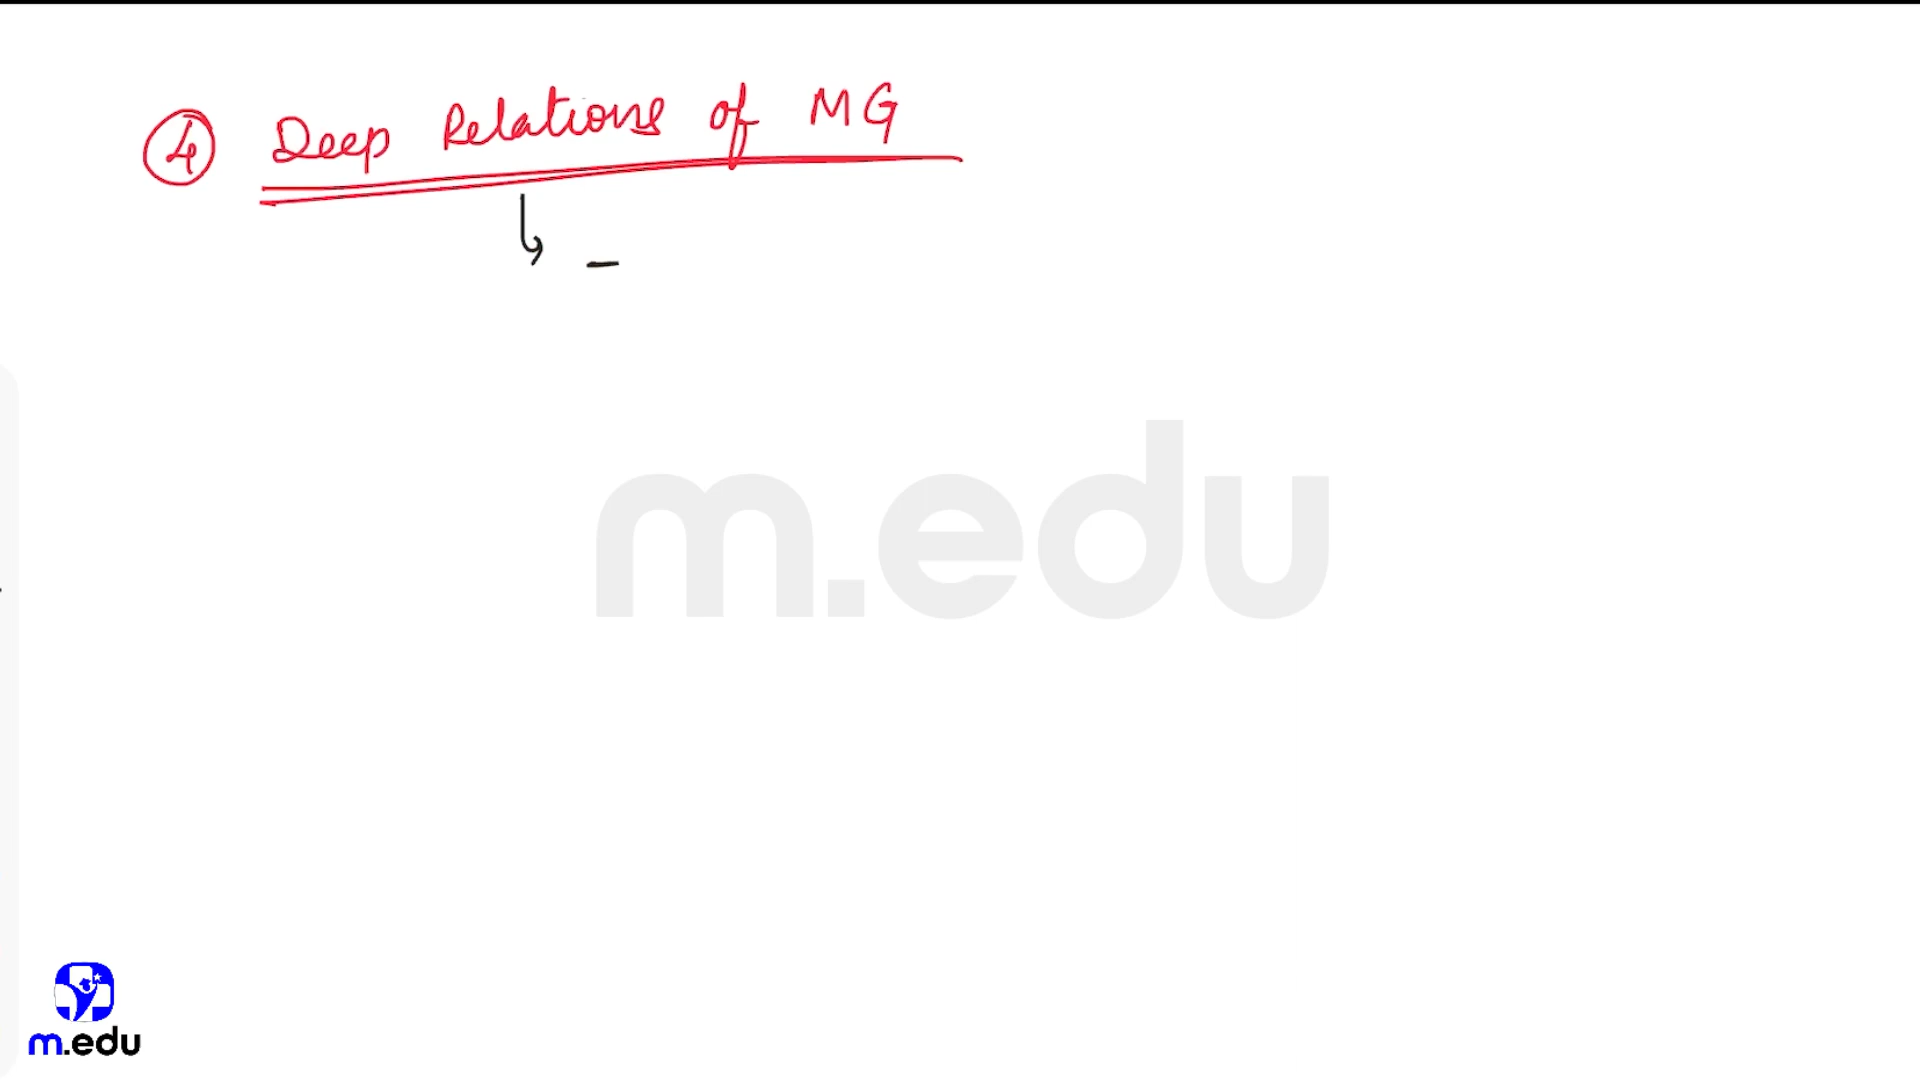 4 Deep Relations of MG
↳ –
m.edu
m.edu